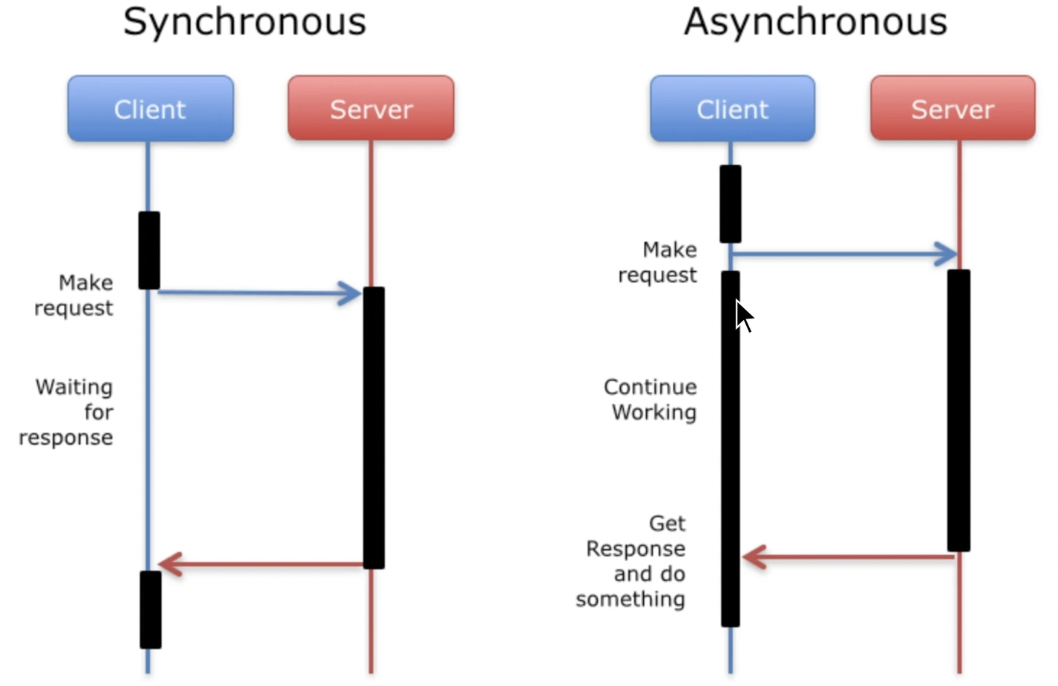 Synchronous
Client
Server
Make
request
Waiting
for
response
Asynchronous
Client
Server
Make
request
Continue
Working
Get
Response
and do
something